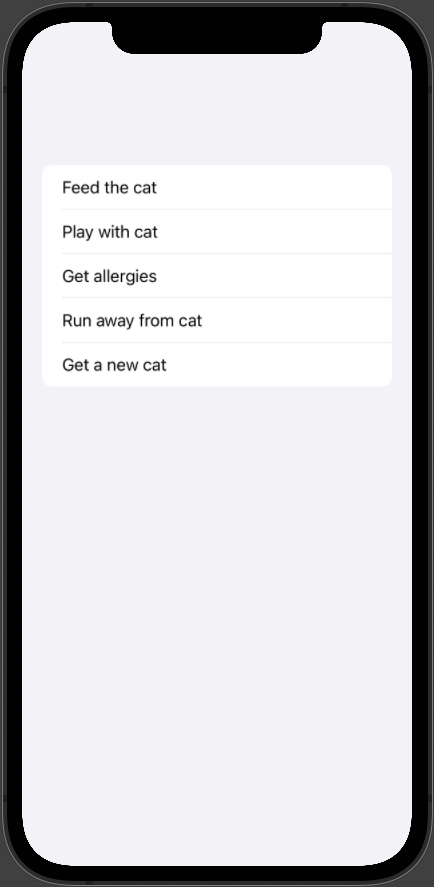 Feed the cat
Play with cat
Get allergies
Run away from cat
Get a new cat